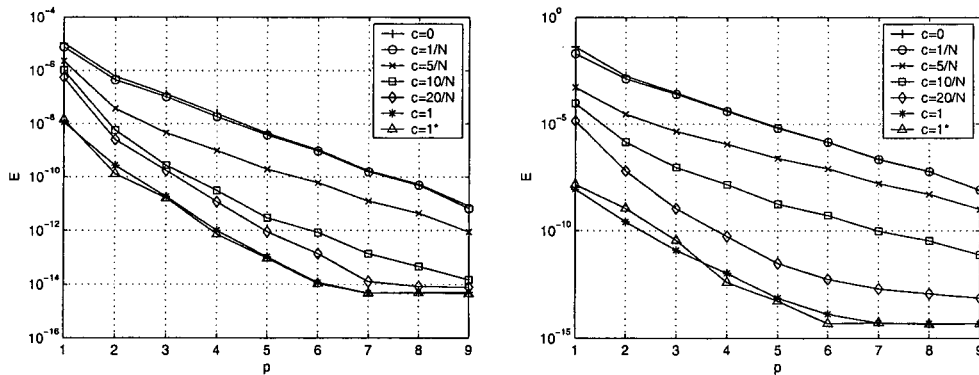 10^-4
10^-6
10^-8
10^-10
10^-12
10^-14
10^-16
E
1 2 3 4 5 6 7 8 9
p
c=0
c=1/N
c=5/N
c=10/N
c=20/N
c=1
c=1*
10^0
10^-5
10^-10
10^-15
E
1 2 3 4 5 6 7 8 9
p
c=0
c=1/N
c=5/N
c=10/N
c=20/N
c=1
c=1*